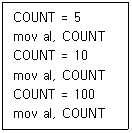 COUNT = 5
mov al, COUNT
COUNT = 10
mov al, COUNT
COUNT = 100
mov al, COUNT